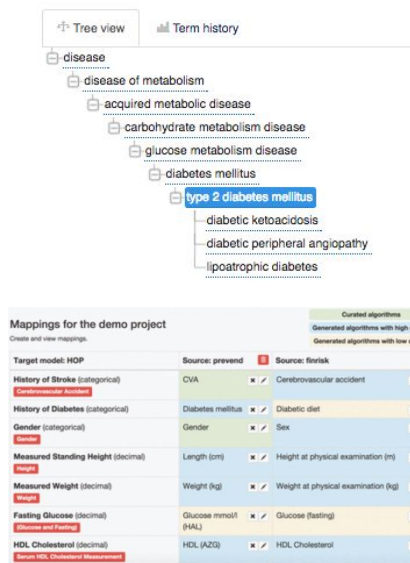 Tree view
Term history
disease
disease of metabolism
acquired metabolic disease
carbohydrate metabolism disease
glucose metabolism disease
diabetes mellitus
type 2 diabetes mellitus
diabetic ketoacidosis
diabetic peripheral angiopathy
lipoatrophic diabetes
Curated algorithms
Mappings for the demo project
Generated algorithms with high
Create and view mappings.
Generated algorithms with low
Target model: HOP Source: prevend Source: finrisk
History of Stroke (categorical) CVA Cerebrovascular accident
Cerebrovascular Accident
History of Diabetes (categorical) Diabetes mellitus Diabetic diet
Gender (categorical) Gender Sex
Gender
Measured Standing Height (decimal) Length (cm) Height at physical examination (m)
Height
Measured Weight (decimal) Weight (kg) Weight at physical examination (kg)
Weight
Fasting Glucose (decimal) Glucose mmol/l Glucose (fasting)
(Glucose and Fasting) (HAL)
HDL Cholesterol (decimal) HDL (AZG) HDL Cholesterol
Serum HDL Cholesterol Measurement